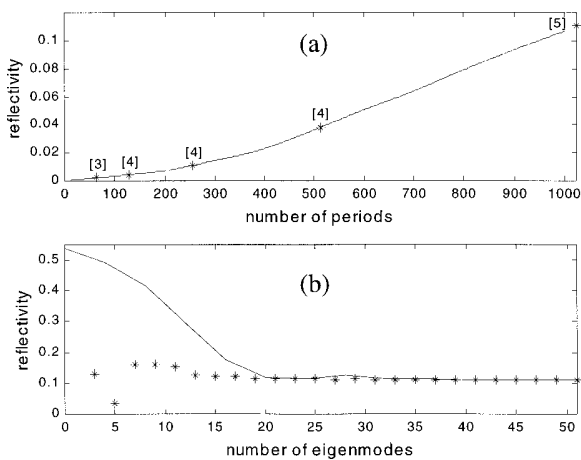 (a)
reflectivity
0.1
0.08
0.06
0.04
0.02
0
[3]
[4]
[4]
[4]
[5]
0 100 200 300 400 500 600 700 800 900 1000
number of periods
(b)
reflectivity
0.5
0.4
0.3
0.2
0.1
0
0 5 10 15 20 25 30 35 40 45 50
number of eigenmodes